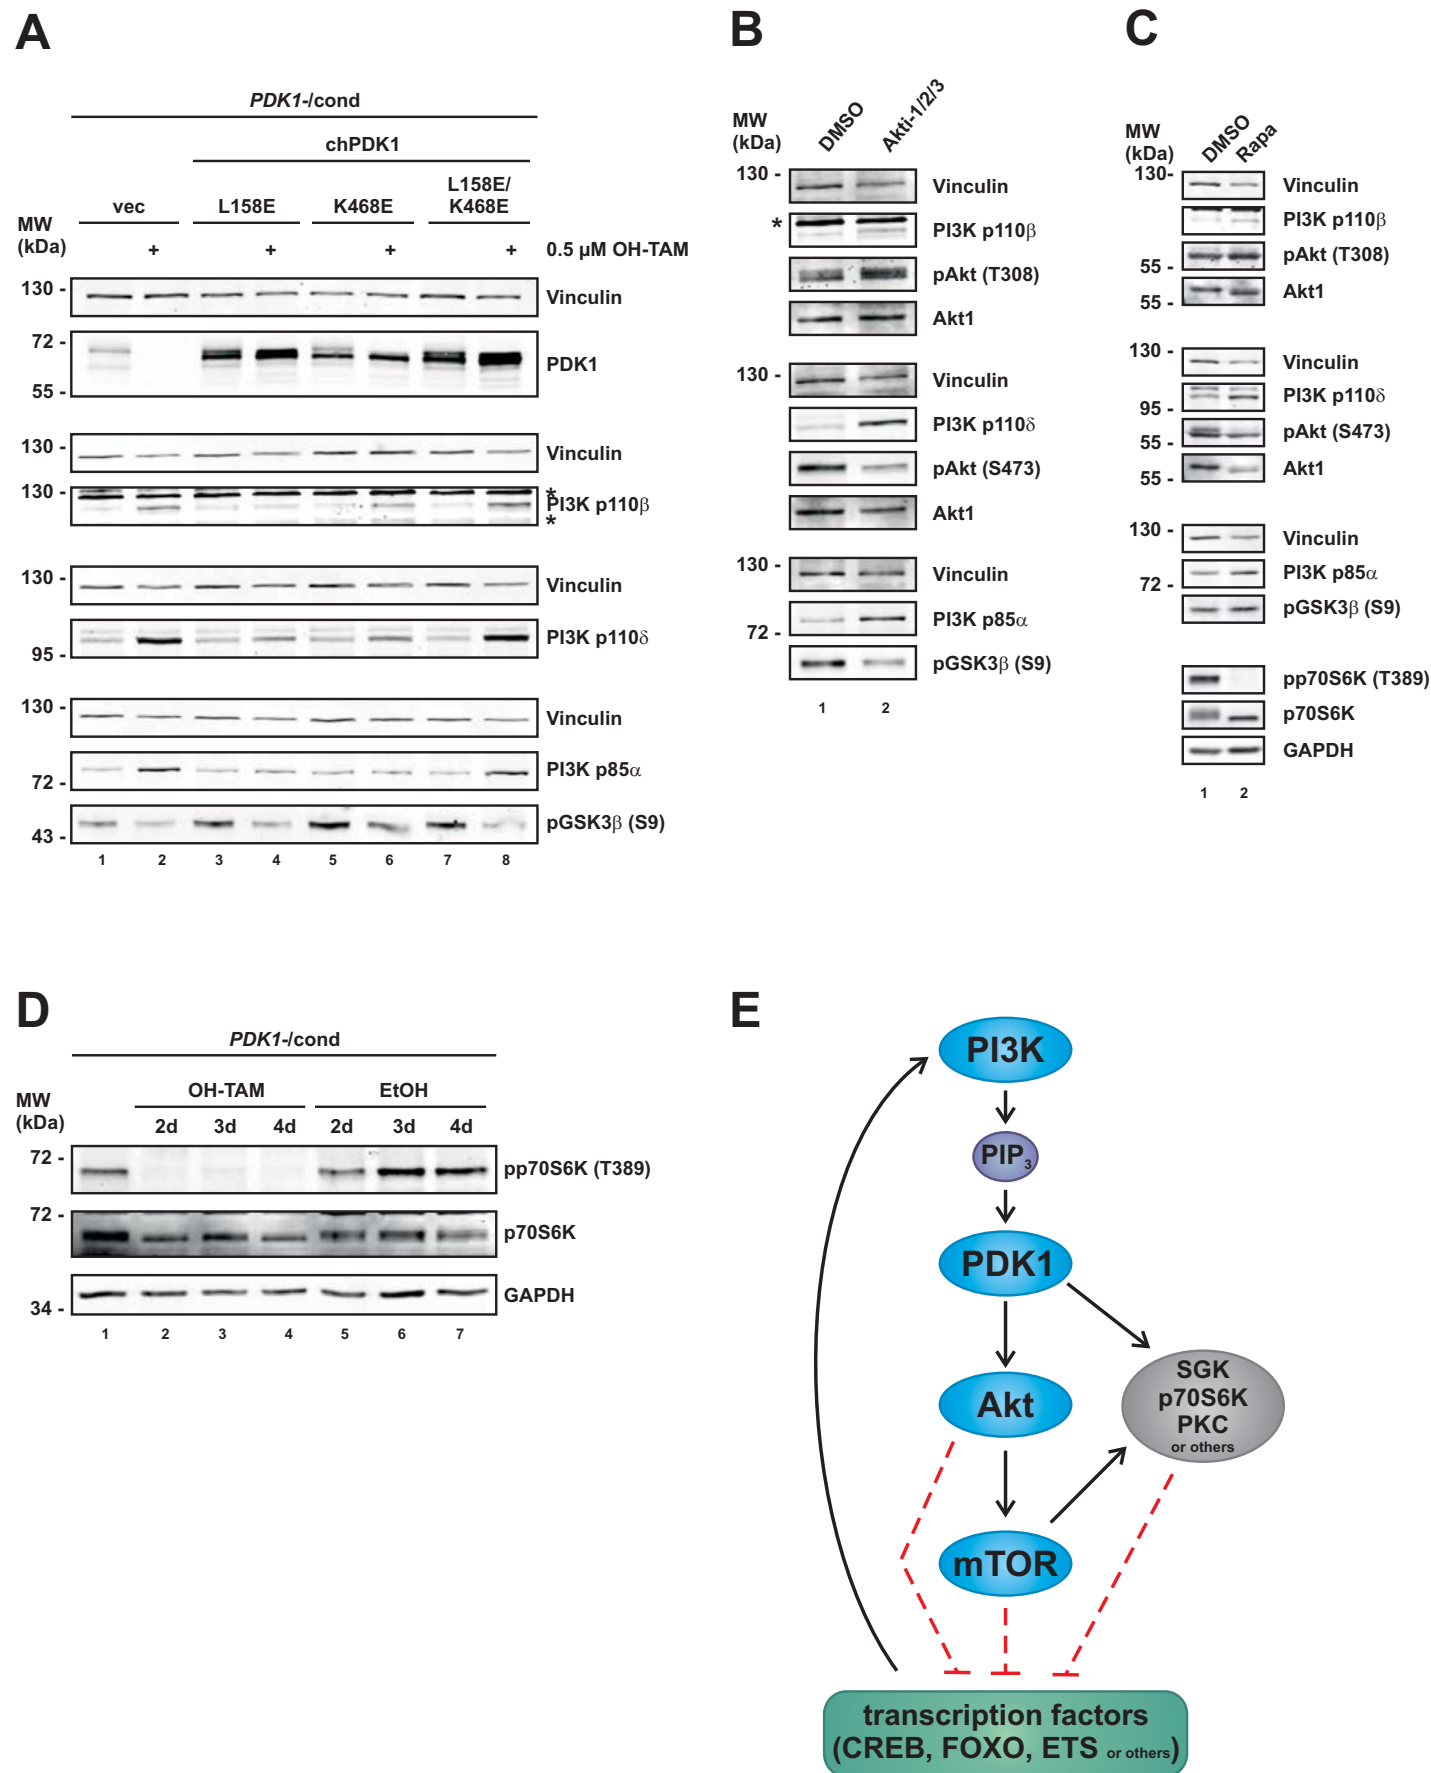 A
PDK1-/cond
chPDK1
vec
L158E
K468E
L158E/
K468E
MW
(kDa)
+ + + + 0.5 µM OH-TAM
130 - Vinculin
72 -
PDK1
55 -
130 - Vinculin
130 - *
PI3K p110β
*
130 - Vinculin
PI3K p110δ
95 -
130 - Vinculin
PI3K p85α
72 -
pGSK3β (S9)
43 -
1 2 3 4 5 6 7 8
B
MW
(kDa)
DMSO
Akti-1/2/3
130 -
Vinculin
* PI3K p110β
pAkt (T308)
Akt1
130 - Vinculin
PI3K p110δ
pAkt (S473)
Akt1
130 - Vinculin
PI3K p85α
72 -
pGSK3β (S9)
1 2
C
MW
(kDa)
DMSO
Rapa
130-
Vinculin
PI3K p110β
pAkt (T308)
55 -
Akt1
55 -
130 -
Vinculin
PI3K p110δ
95 -
pAkt (S473)
55 -
Akt1
55 -
130 - Vinculin
PI3K p85α
72 -
pGSK3β (S9)
pp70S6K (T389)
p70S6K
GAPDH
1 2
D
PDK1-/cond
OH-TAM EtOH
MW
(kDa)
2d 3d 4d 2d 3d 4d
72 -
pp70S6K (T389)
72 -
p70S6K
GAPDH
34 -
1 2 3 4 5 6 7
E
PI3K
PIP3
PDK1
Akt
SGK
p70S6K
PKC
or others
mTOR
transcription factors
(CREB, FOXO, ETS or others)